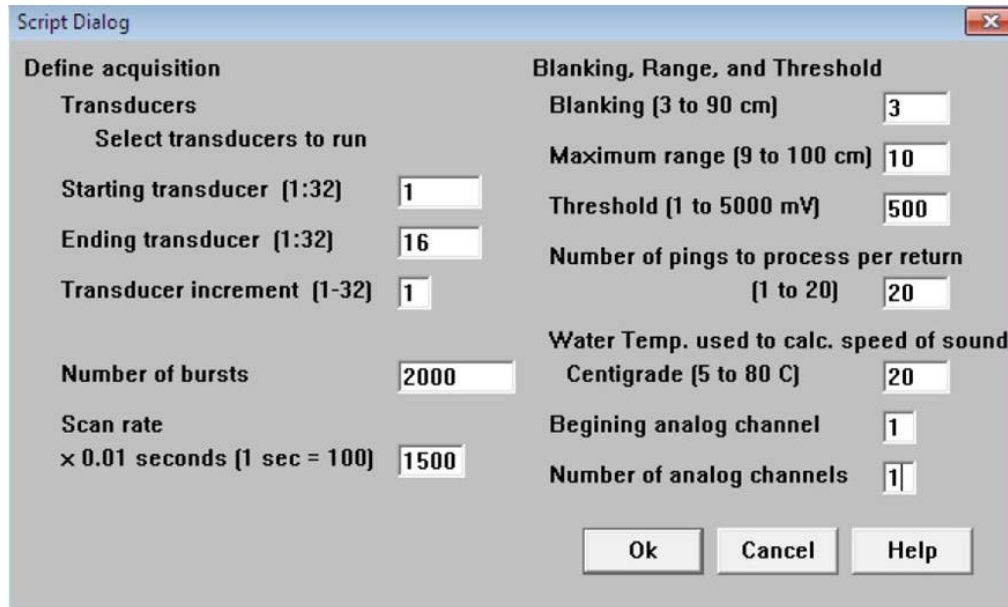 Script Dialog
Define acquisition
Transducers
Select transducers to run
Starting transducer (1:32) 1
Ending transducer (1:32) 16
Transducer increment (1-32) 1
Number of bursts 2000
Scan rate
× 0.01 seconds (1 sec = 100) 1500
Blanking, Range, and Threshold
Blanking (3 to 90 cm) 3
Maximum range (9 to 100 cm) 10
Threshold (1 to 5000 mV) 500
Number of pings to process per return
(1 to 20) 20
Water Temp. used to calc. speed of sound
Centigrade (5 to 80 C) 20
Begining analog channel 1
Number of analog channels 1
Ok Cancel Help